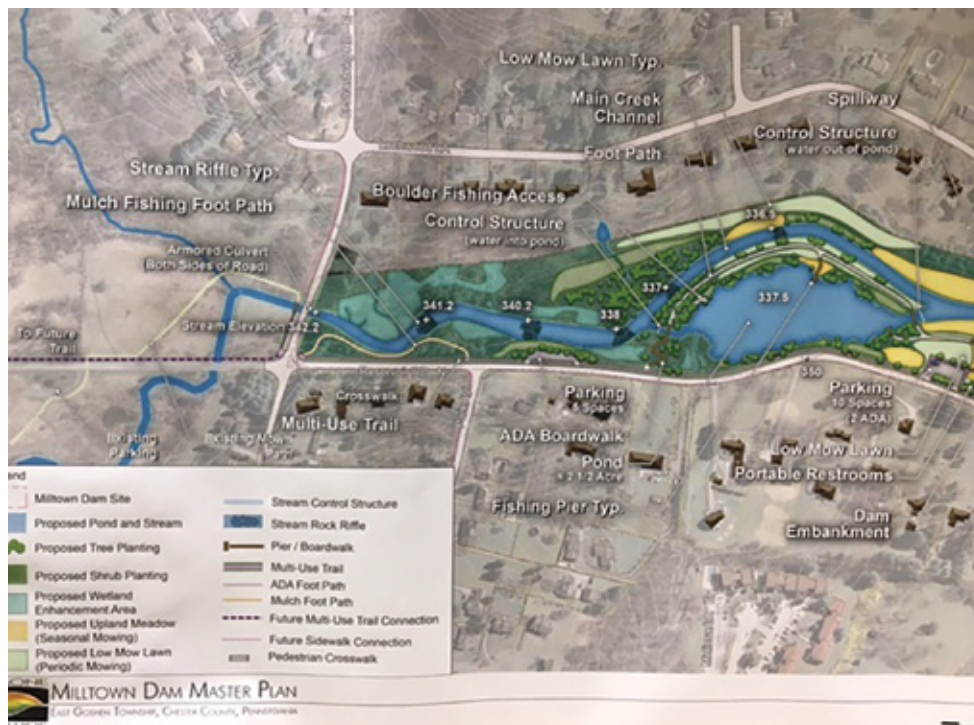 Low Mow Lawn Typ.
Main Creek
Channel
Spillway
Control Structure
(water out of pond)
Foot Path
Stream Riffle Typ.
Boulder Fishing Access
Mulch Fishing Foot Path
Control Structure
(water into pond)
Armored Culvert
(Both Sides of Road)
336.5
337+
337.5
341.2
340.2
338
Stream Elevation 342.2
To Future
Trail
350
Crosswalk
Multi-Use Trail
Parking
5 Spaces
Parking
10 Spaces
(2 ADA)
Existing
Parking
Existing Mown
Path
ADA Boardwalk
Pond
± 2 1/2 Acre
Low Mow Lawn
Portable Restrooms
Fishing Pier Typ.
Dam
Embankment
Milltown Dam Site
Proposed Pond and Stream
Proposed Tree Planting
Proposed Shrub Planting
Proposed Wetland
Enhancement Area
Proposed Upland Meadow
(Seasonal Mowing)
Proposed Low Mow Lawn
(Periodic Mowing)
Stream Control Structure
Stream Rock Riffle
Pier / Boardwalk
Multi-Use Trail
ADA Foot Path
Mulch Foot Path
Future Multi-Use Trail Connection
Future Sidewalk Connection
Pedestrian Crosswalk
MILLTOWN DAM MASTER PLAN
EAST GOSHEN TOWNSHIP, CHESTER COUNTY, PENNSYLVANIA